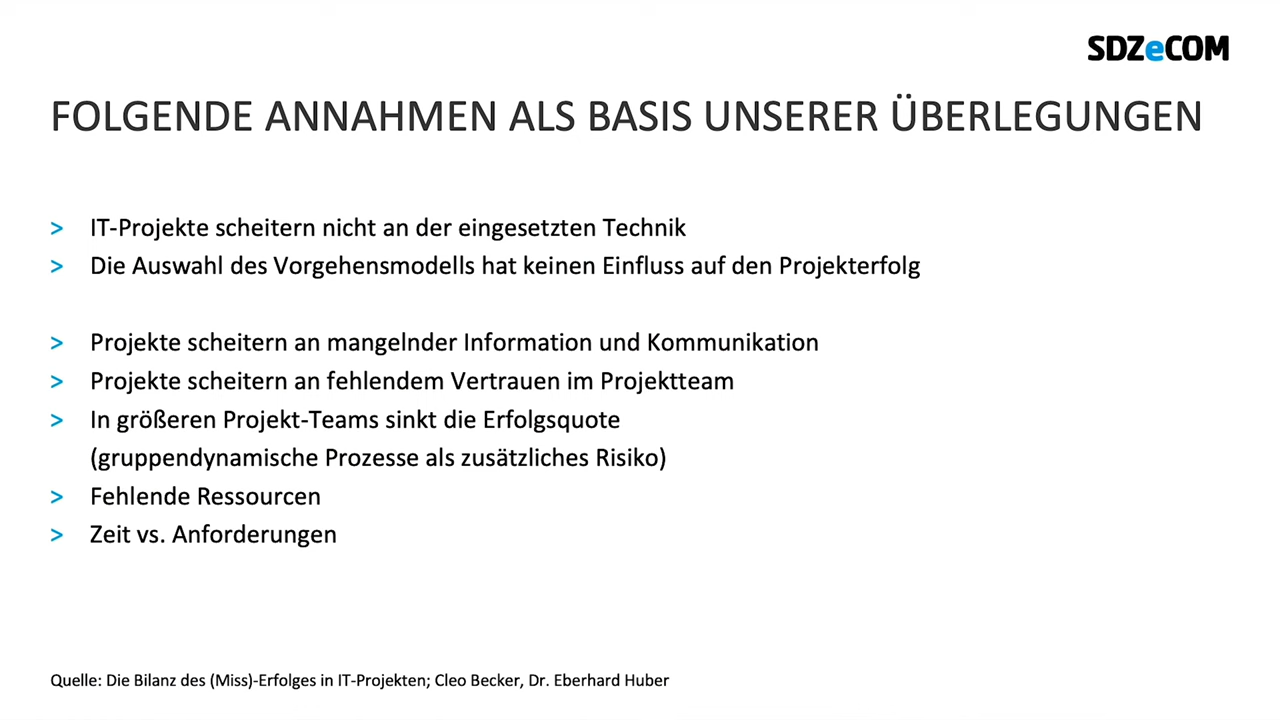 SDZeCOM
FOLGENDE ANNAHMEN ALS BASIS UNSERER ÜBERLEGUNGEN
> IT-Projekte scheitern nicht an der eingesetzten Technik
> Die Auswahl des Vorgehensmodells hat keinen Einfluss auf den Projekterfolg
> Projekte scheitern an mangelnder Information und Kommunikation
> Projekte scheitern an fehlendem Vertrauen im Projektteam
> In größeren Projekt-Teams sinkt die Erfolgsquote
(gruppendynamische Prozesse als zusätzliches Risiko)
> Fehlende Ressourcen
> Zeit vs. Anforderungen
Quelle: Die Bilanz des (Miss)-Erfolges in IT-Projekten; Cleo Becker, Dr. Eberhard Huber